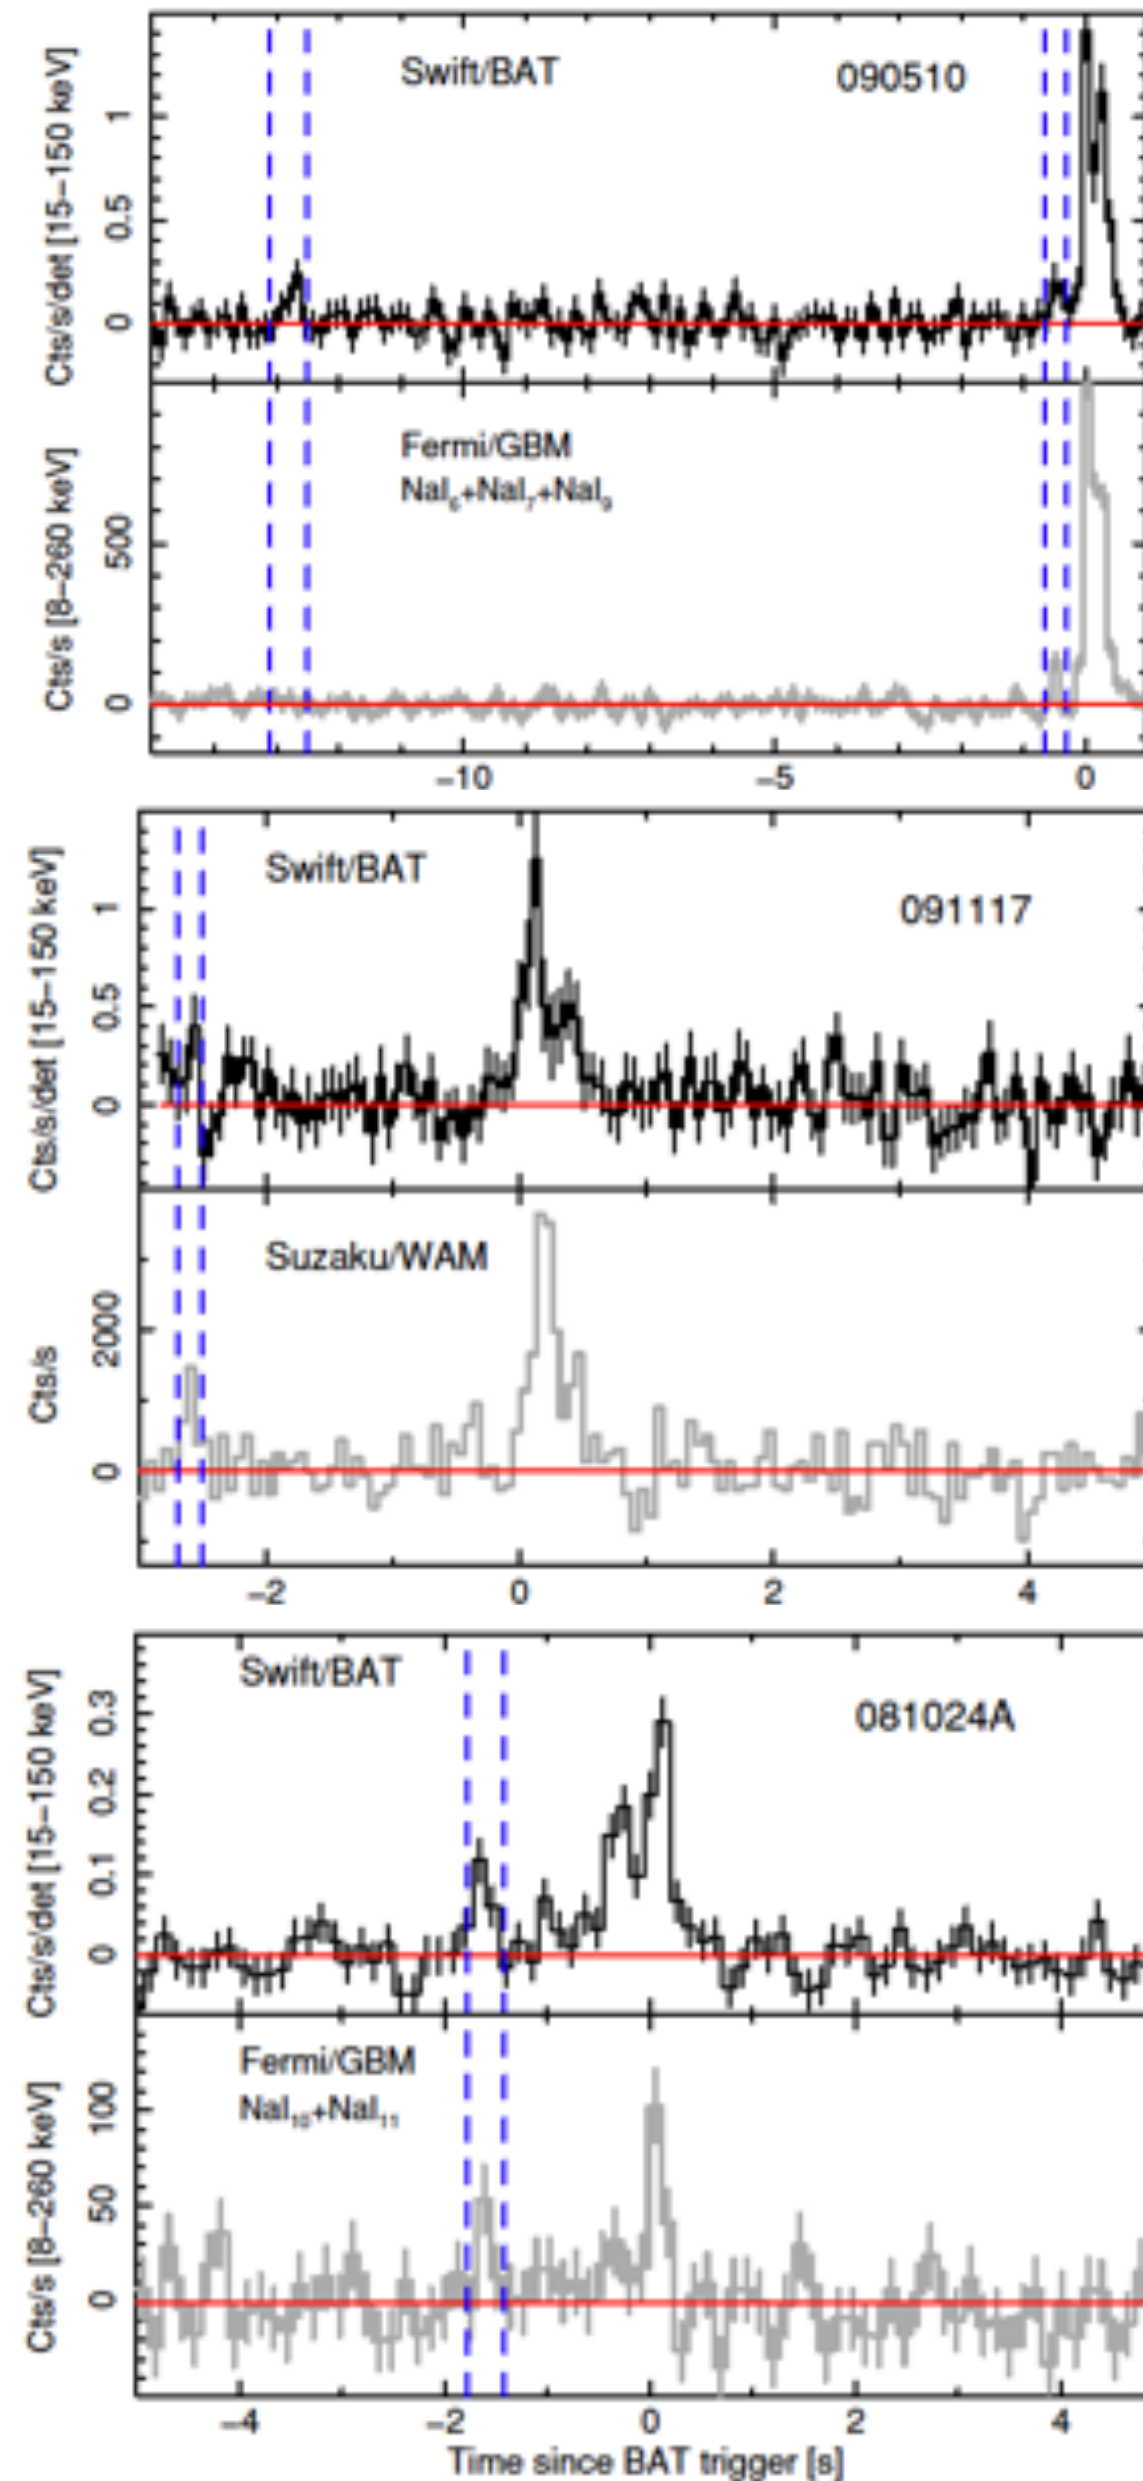 Swift/BAT 090510
Cts/s/det [15−150 keV]
0 0.5 1
Fermi/GBM
NaI₆+NaI₇+NaI₉
Cts/s [8−260 keV]
0 500
−10 −5 0
Swift/BAT
091117
Cts/s/det [15−150 keV]
0 0.5 1
Suzaku/WAM
Cts/s
0 2000
−2 0 2 4
Swift/BAT
081024A
Cts/s/det [15−150 keV]
0 0.1 0.2 0.3
Fermi/GBM
NaI₁₀+NaI₁₁
Cts/s [8−260 keV]
0 50 100
−4 −2 0 2 4
Time since BAT trigger [s]